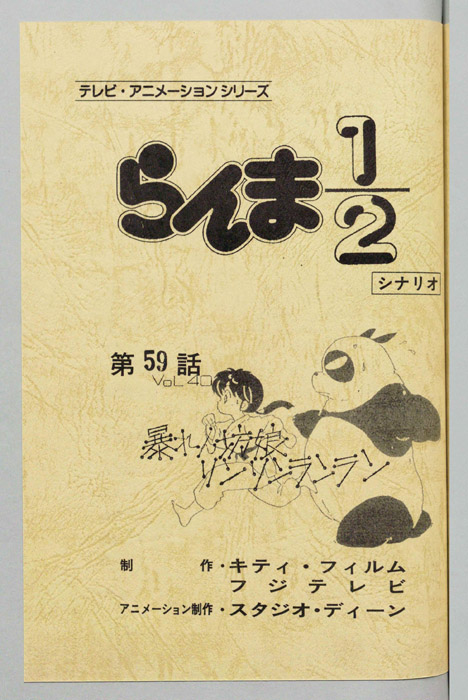 テレビ・アニメーションシリーズ
らんま1/2
シナリオ
第59話
VOL.40
暴れん坊娘
リンリンランラン
制作・キティ・フィルム
フジテレビ
アニメーション制作・スタジオ・ディーン